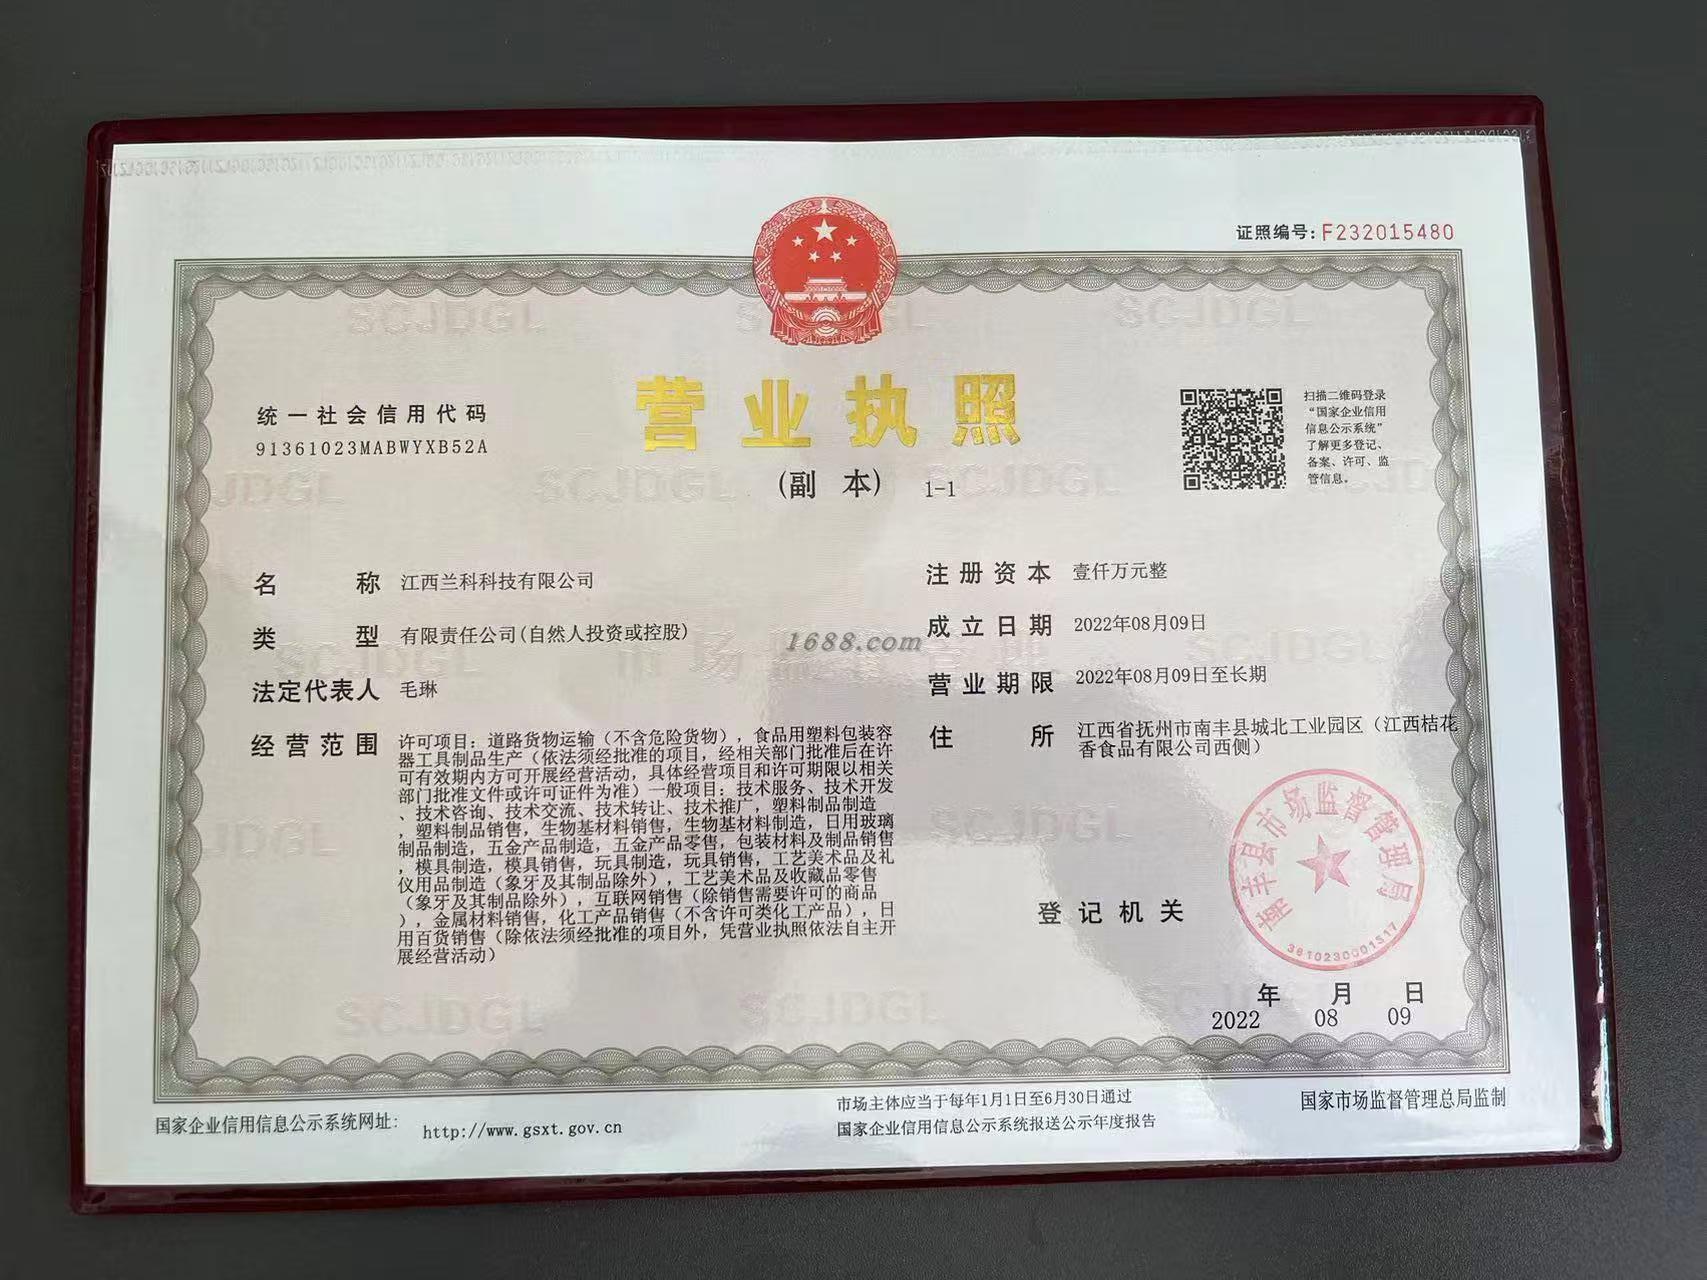 证照编号:F232015480
统一社会信用代码
91361023MABWYXB52A
营业执照
(副 本) 1-1
扫描二维码登录
“国家企业信用
信息公示系统”
了解更多登记、
备案、许可、监
管信息。
名 称 江西兰科科技有限公司
类 型 有限责任公司(自然人投资或控股)
法定代表人 毛琳
经营范围 许可项目：道路货物运输（不含危险货物），食品用塑料包装容
器工具制品生产（依法须经批准的项目，经相关部门批准后在许
可有效期内方可开展经营活动，具体经营项目和许可期限以相关
部门批准文件或许可证件为准）一般项目：技术服务、技术开发
、技术咨询、技术交流、技术转让、技术推广，塑料制品制造
，塑料制品销售，生物基材料销售，生物基材料制造，日用玻璃
制品制造，五金产品制造，五金产品零售，包装材料及制品销售
，模具制造，模具销售，玩具制造，玩具销售，工艺美术品及礼
仪用品制造（象牙及其制品除外），工艺美术品及收藏品零售
（象牙及其制品除外），互联网销售（除销售需要许可的商品
），金属材料销售，化工产品销售（不含许可类化工产品），日
用百货销售（除依法须经批准的项目外，凭营业执照依法自主开
展经营活动）
注册资本 壹仟万元整
成立日期 2022年08月09日
营业期限 2022年08月09日至长期
住 所 江西省抚州市南丰县城北工业园区（江西桔花
香食品有限公司西侧）
1688.com
登记机关
南丰县市场监督管理局
3610230001517
年 月 日
2022 08 09
国家企业信用信息公示系统网址: http://www.gsxt.gov.cn
市场主体应当于每年1月1日至6月30日通过
国家企业信用信息公示系统报送公示年度报告
国家市场监督管理总局监制
SCJDGL